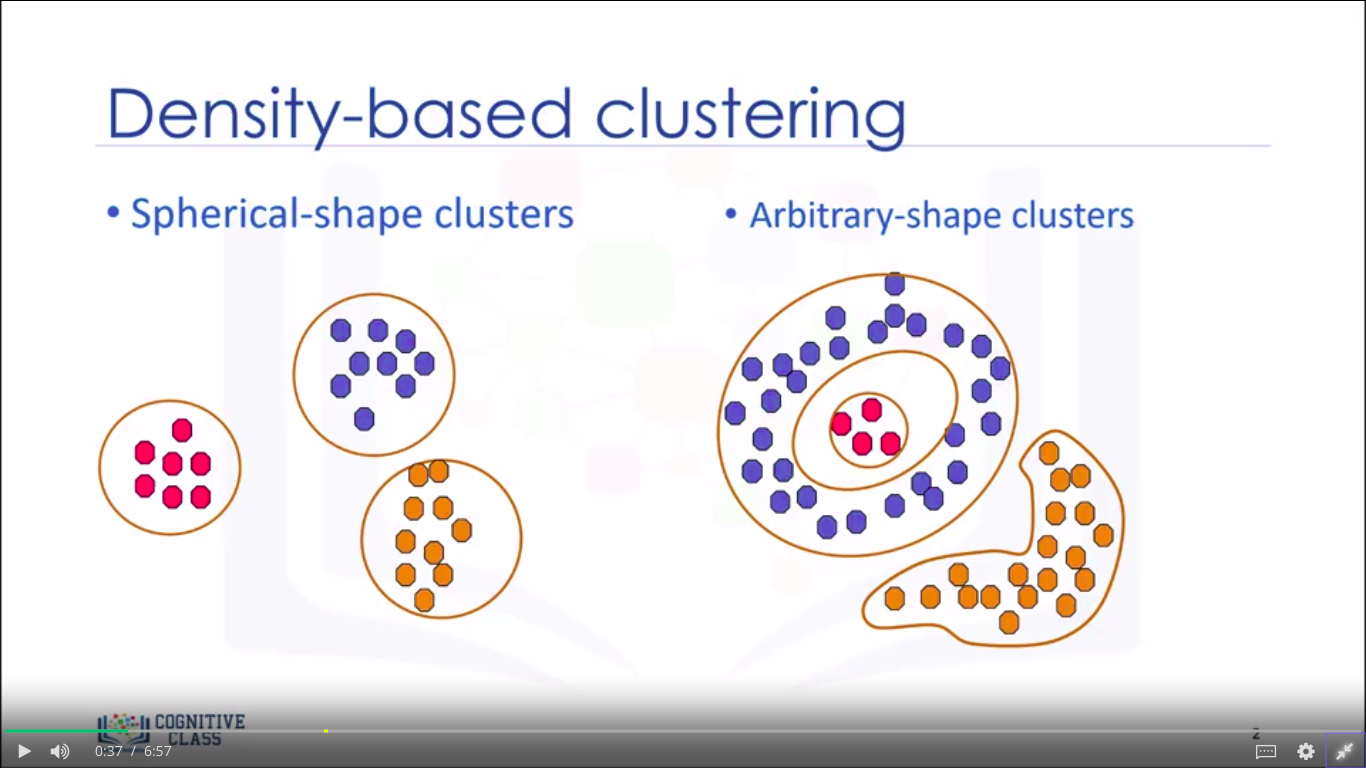 Density-based clustering
• Spherical-shape clusters
• Arbitrary-shape clusters
COGNITIVE
CLASS
2
0:37 / 6:57